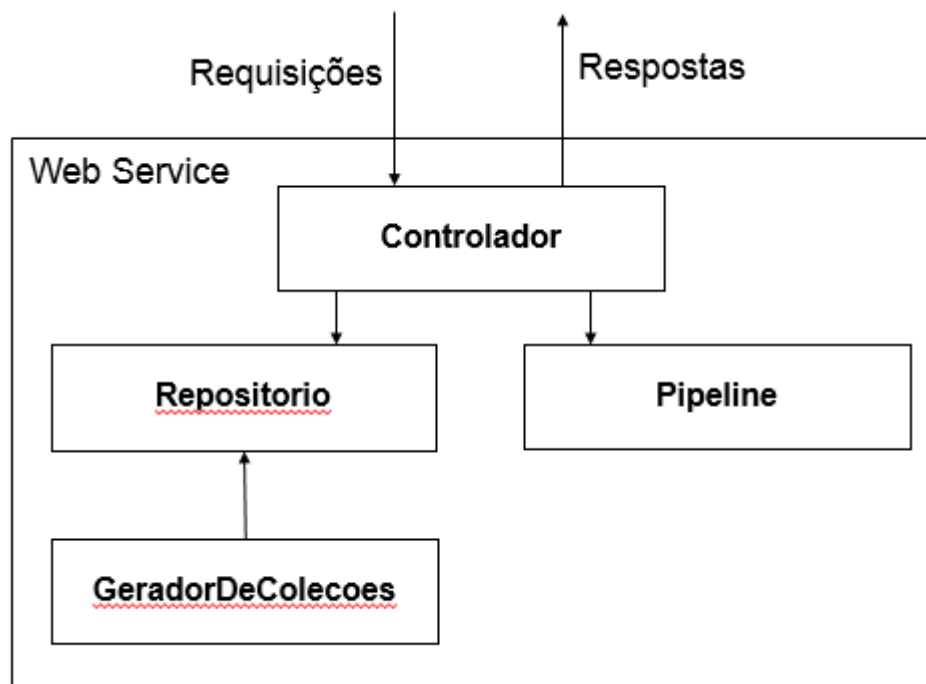 Requisições
Respostas
Web Service
Controlador
Repositorio
Pipeline
GeradorDeColecoes